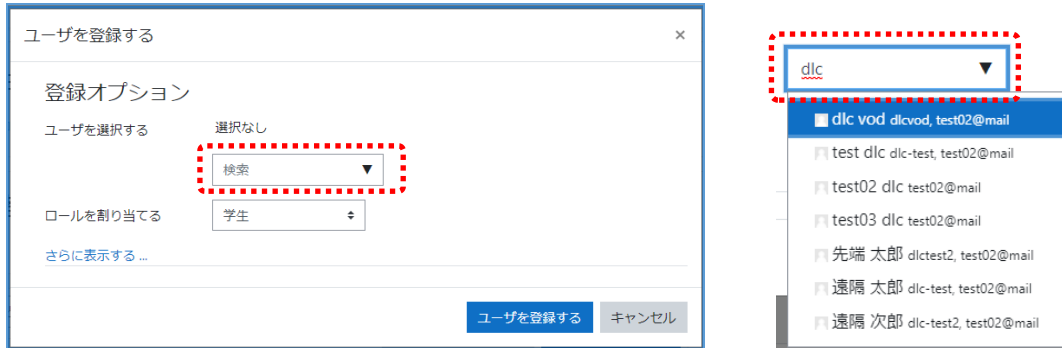 ユーザを登録する ×
登録オプション
ユーザを選択する 選択なし
検索 ▼
ロールを割り当てる 学生
さらに表示する ...
ユーザを登録する キャンセル
dlc ▼
dlc vod dlcvod, test02@mail
test dlc dlc-test, test02@mail
test02 dlc test02@mail
test03 dlc test02@mail
先端 太郎 dlctest2, test02@mail
遠隔 太郎 dlc-test, test02@mail
遠隔 次郎 dlc-test2, test02@mail